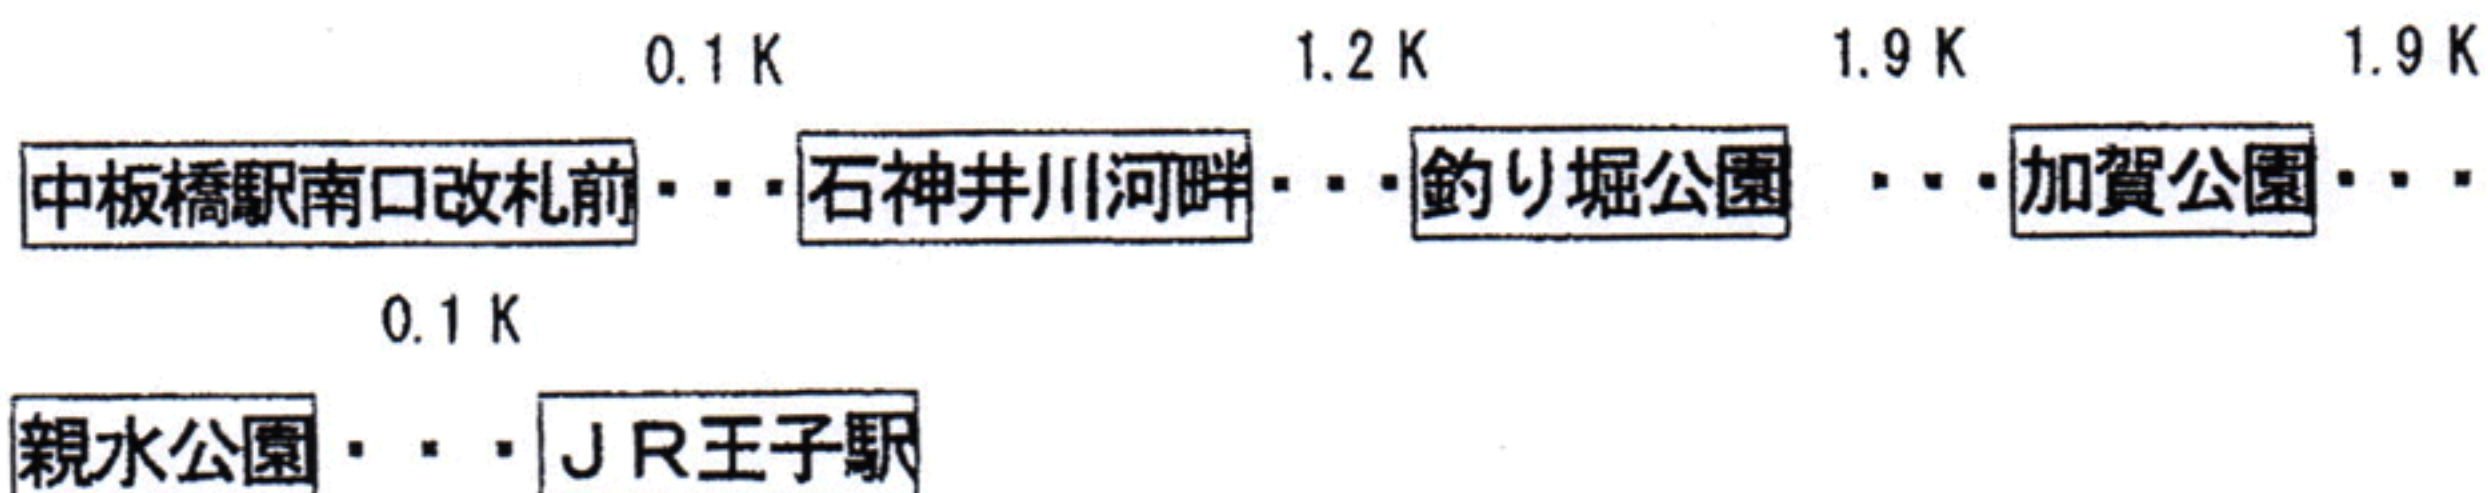 0.1 K 1.2 K 1.9 K 1.9 K
中板橋駅南口改札前・・・石神井川河畔・・・釣り堀公園 ・・・加賀公園・・・
0.1 K
親水公園・・・JR王子駅